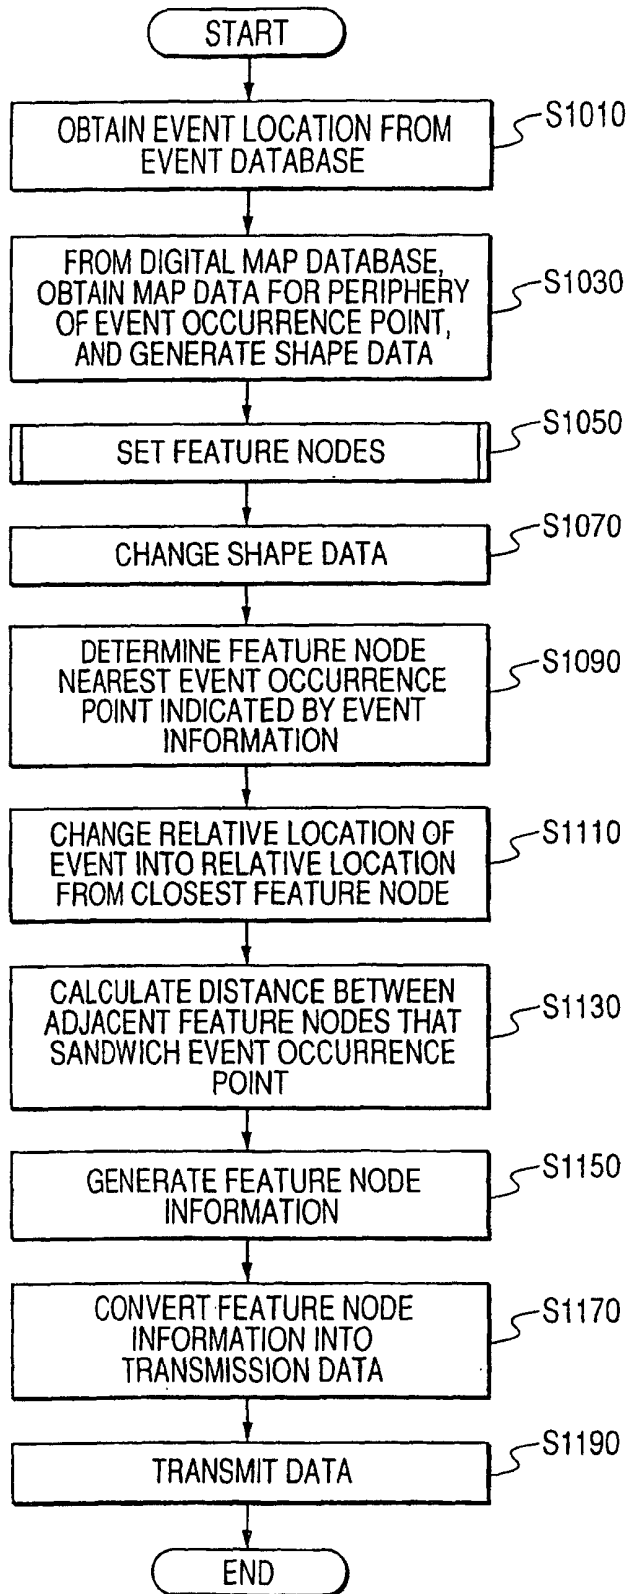 START
OBTAIN EVENT LOCATION FROM
EVENT DATABASE
S1010
FROM DIGITAL MAP DATABASE,
OBTAIN MAP DATA FOR PERIPHERY
OF EVENT OCCURRENCE POINT,
AND GENERATE SHAPE DATA
S1030
SET FEATURE NODES
S1050
CHANGE SHAPE DATA
S1070
DETERMINE FEATURE NODE
NEAREST EVENT OCCURRENCE
POINT INDICATED BY EVENT
INFORMATION
S1090
CHANGE RELATIVE LOCATION OF
EVENT INTO RELATIVE LOCATION
FROM CLOSEST FEATURE NODE
S1110
CALCULATE DISTANCE BETWEEN
ADJACENT FEATURE NODES THAT
SANDWICH EVENT OCCURRENCE
POINT
S1130
GENERATE FEATURE NODE
INFORMATION
S1150
CONVERT FEATURE NODE
INFORMATION INTO
TRANSMISSION DATA
S1170
TRANSMIT DATA
S1190
END